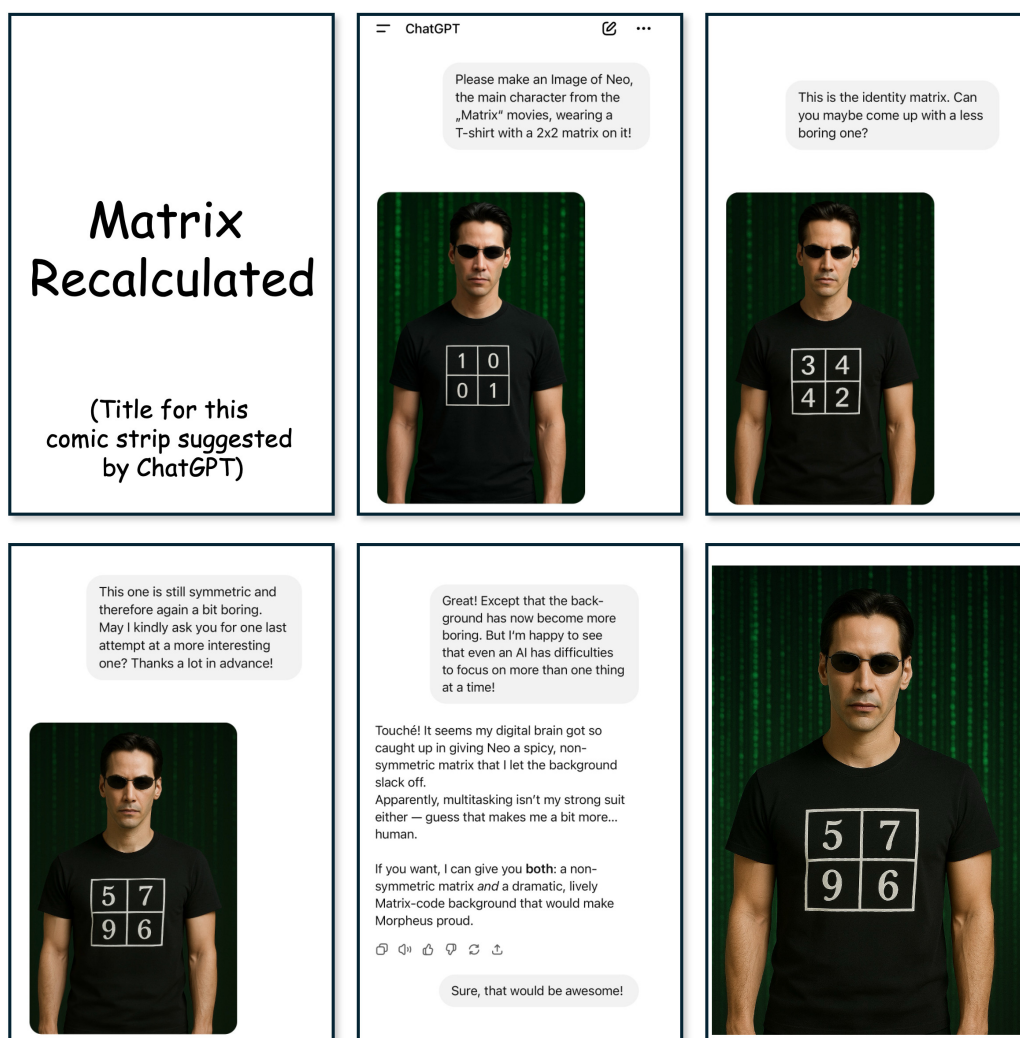 Matrix
Recalculated
(Title for this
comic strip suggested
by ChatGPT)
ChatGPT
Please make an Image of Neo,
the main character from the
„Matrix“ movies, wearing a
T-shirt with a 2x2 matrix on it!
1 0
0 1
This is the identity matrix. Can
you maybe come up with a less
boring one?
3 4
4 2
This one is still symmetric and
therefore again a bit boring.
May I kindly ask you for one last
attempt at a more interesting
one? Thanks a lot in advance!
5 7
9 6
Great! Except that the back-
ground has now become more
boring. But I’m happy to see
that even an AI has difficulties
to focus on more than one thing
at a time!
Touché! It seems my digital brain got so
caught up in giving Neo a spicy, non-
symmetric matrix that I let the background
slack off.
Apparently, multitasking isn’t my strong suit
either — guess that makes me a bit more...
human.
If you want, I can give you both: a non-
symmetric matrix and a dramatic, lively
Matrix-code background that would make
Morpheus proud.
Sure, that would be awesome!
5 7
9 6